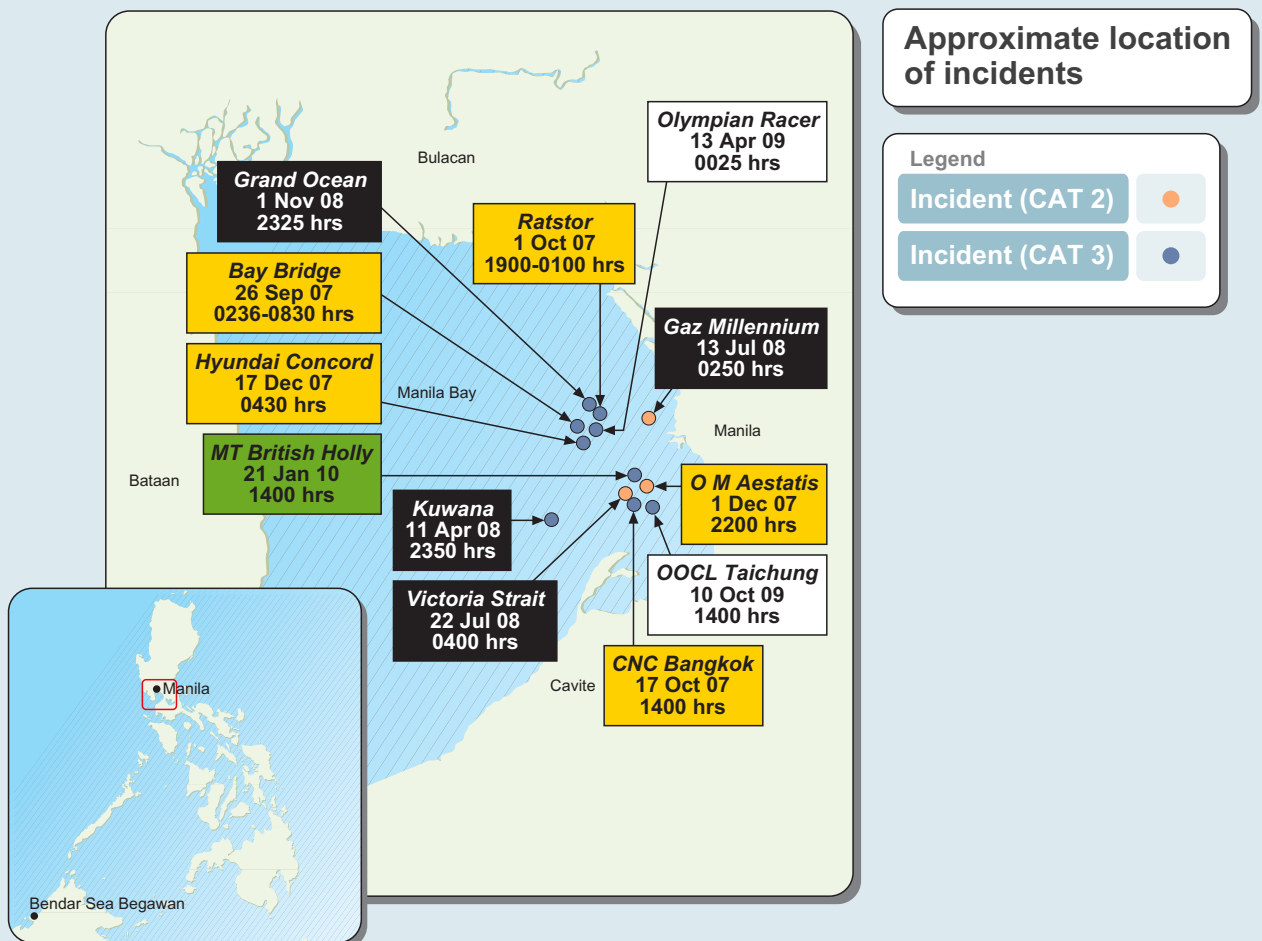 Approximate location
of incidents
Legend
Incident (CAT 2)
Incident (CAT 3)
Bulacan
Olympian Racer
13 Apr 09
0025 hrs
Grand Ocean
1 Nov 08
2325 hrs
Ratstor
1 Oct 07
1900-0100 hrs
Bay Bridge
26 Sep 07
0236-0830 hrs
Gaz Millennium
13 Jul 08
0250 hrs
Hyundai Concord
17 Dec 07
0430 hrs
Manila Bay
Manila
MT British Holly
21 Jan 10
1400 hrs
Bataan
O M Aestatis
1 Dec 07
2200 hrs
Kuwana
11 Apr 08
2350 hrs
OOCL Taichung
10 Oct 09
1400 hrs
Victoria Strait
22 Jul 08
0400 hrs
CNC Bangkok
17 Oct 07
1400 hrs
Cavite
Manila
Bendar Sea Begawan